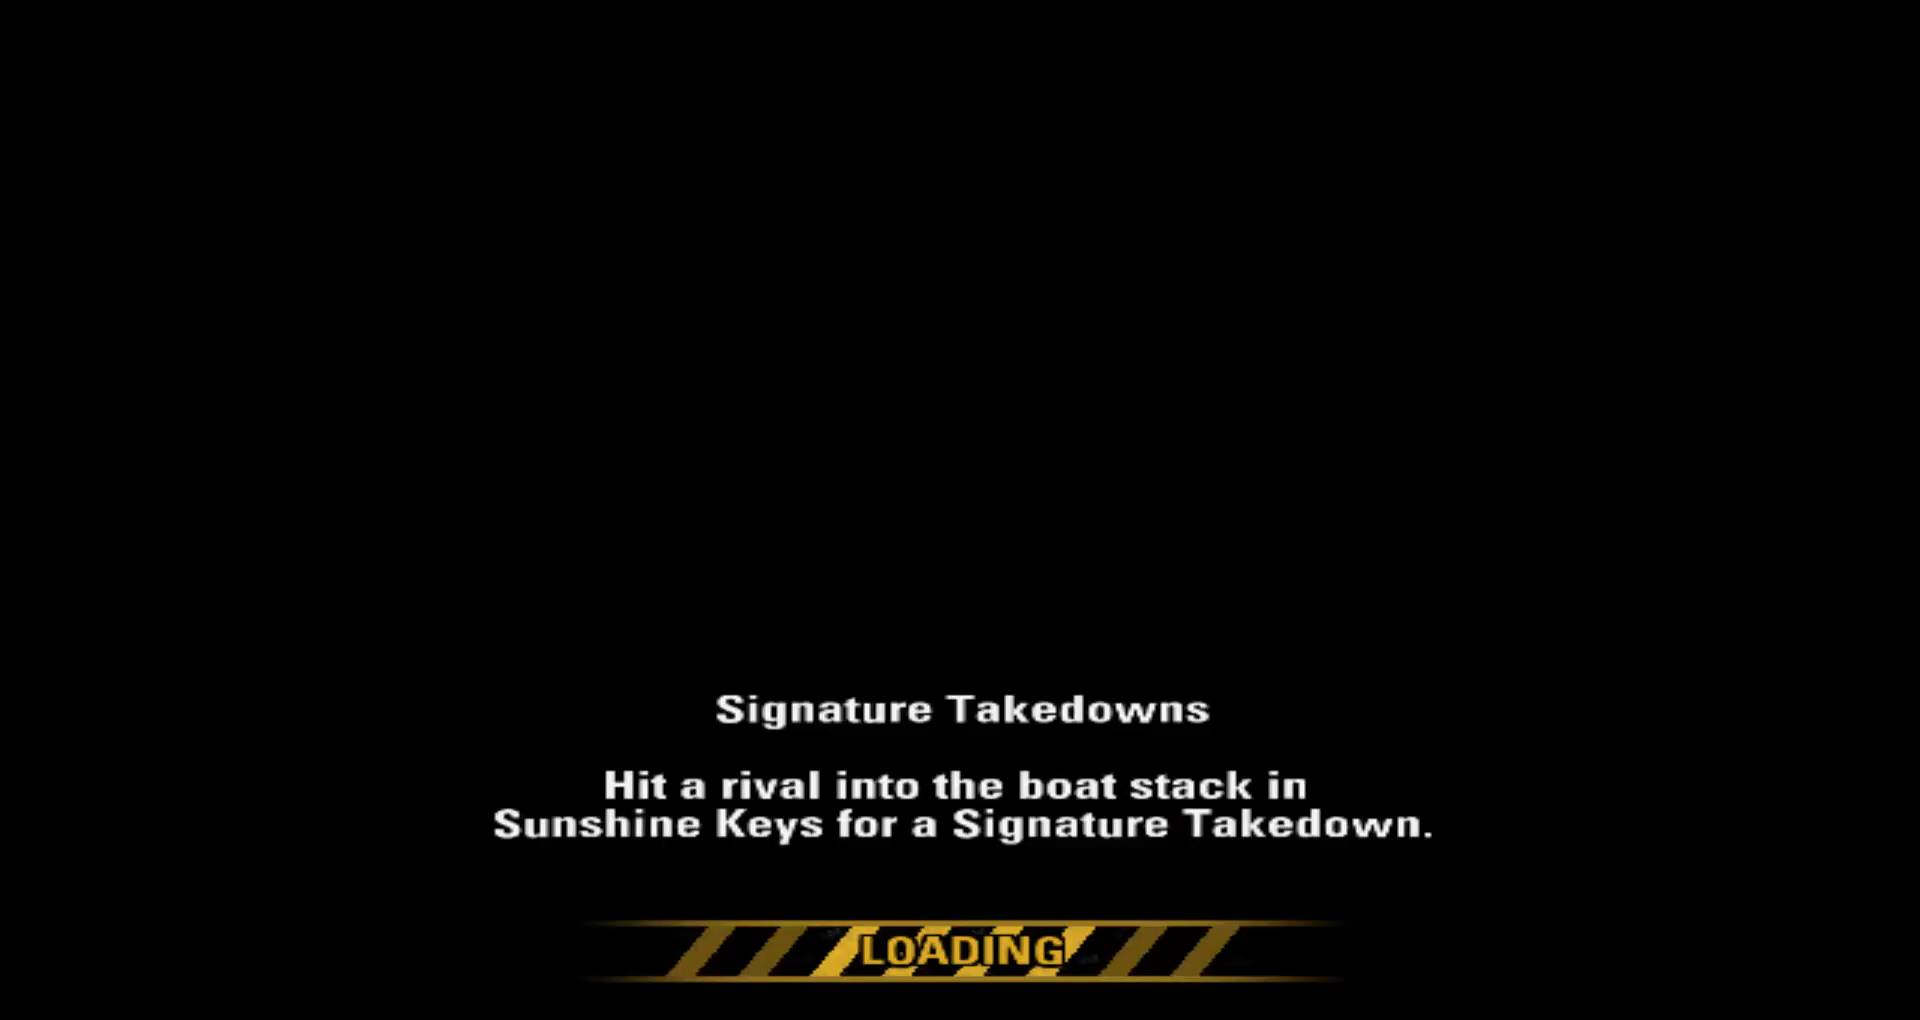 Signature Takedowns
Hit a rival into the boat stack in
Sunshine Keys for a Signature Takedown.
LOADING